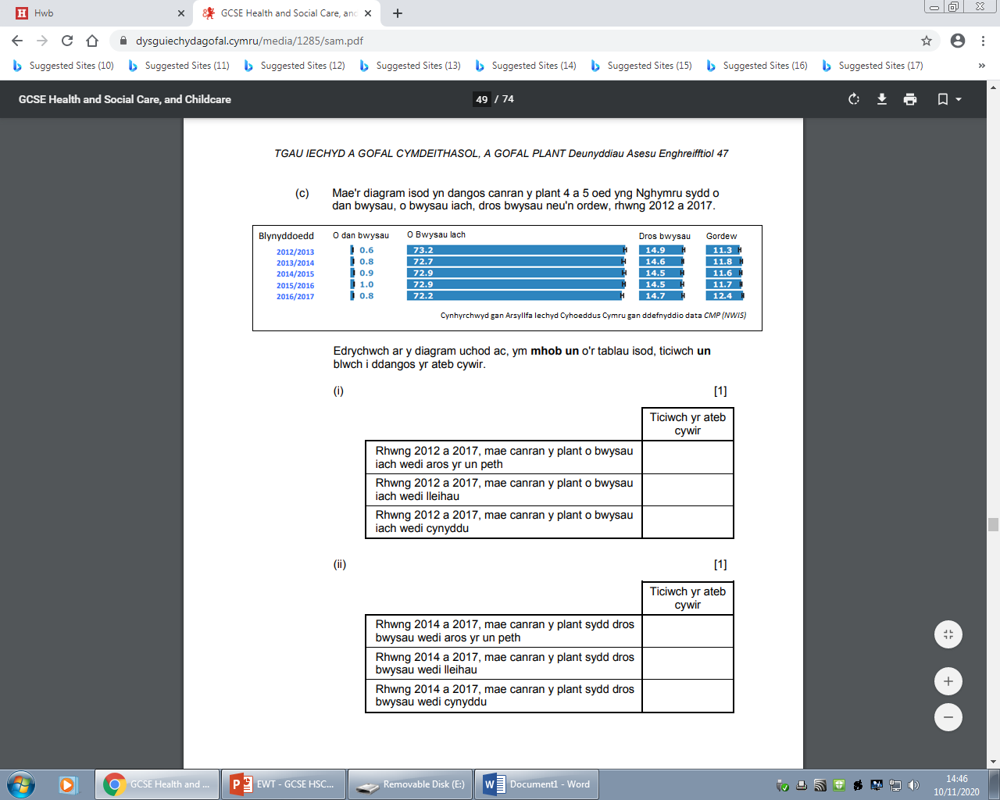 Hwb
GCSE Health and Social Care, anc
dysguiechydagofal.cymru/media/1285/sam.pdf
Suggested Sites (10) Suggested Sites (11) Suggested Sites (12) Suggested Sites (13) Suggested Sites (14) Suggested Sites (15) Suggested Sites (16) Suggested Sites (17)
GCSE Health and Social Care, and Childcare 49 / 74
TGAU IECHYD A GOFAL CYMDEITHASOL, A GOFAL PLANT Deunyddiau Asesu Enghreifftiol 47
(c) Mae'r diagram isod yn dangos canran y plant 4 a 5 oed yng Nghymru sydd o
dan bwysau, o bwysau iach, dros bwysau neu'n ordew, rhwng 2012 a 2017.
Blynyddoedd O dan bwysau O Bwysau Iach Dros bwysau Gordew
2012/2013 0.6 73.2 14.9 11.3
2013/2014 0.8 72.7 14.6 11.8
2014/2015 0.9 72.9 14.5 11.6
2015/2016 1.0 72.9 14.5 11.7
2016/2017 0.8 72.2 14.7 12.4
Cynhyrchwyd gan Arsyllfa Iechyd Cyhoeddus Cymru gan ddefnyddio data CMP (NWIS)
Edrychwch ar y diagram uchod ac, ym mhob un o'r tablau isod, ticiwch un
blwch i ddangos yr ateb cywir.
(i) [1]
Ticiwch yr ateb
cywir
Rhwng 2012 a 2017, mae canran y plant o bwysau
iach wedi aros yr un peth
Rhwng 2012 a 2017, mae canran y plant o bwysau
iach wedi lleihau
Rhwng 2012 a 2017, mae canran y plant o bwysau
iach wedi cynyddu
(ii) [1]
Ticiwch yr ateb
cywir
Rhwng 2014 a 2017, mae canran y plant sydd dros
bwysau wedi aros yr un peth
Rhwng 2014 a 2017, mae canran y plant sydd dros
bwysau wedi lleihau
Rhwng 2014 a 2017, mae canran y plant sydd dros
bwysau wedi cynyddu
GCSE Health and ... EWT - GCSE HSC... Removable Disk (E:) Document1 - Word
14:46
10/11/2020